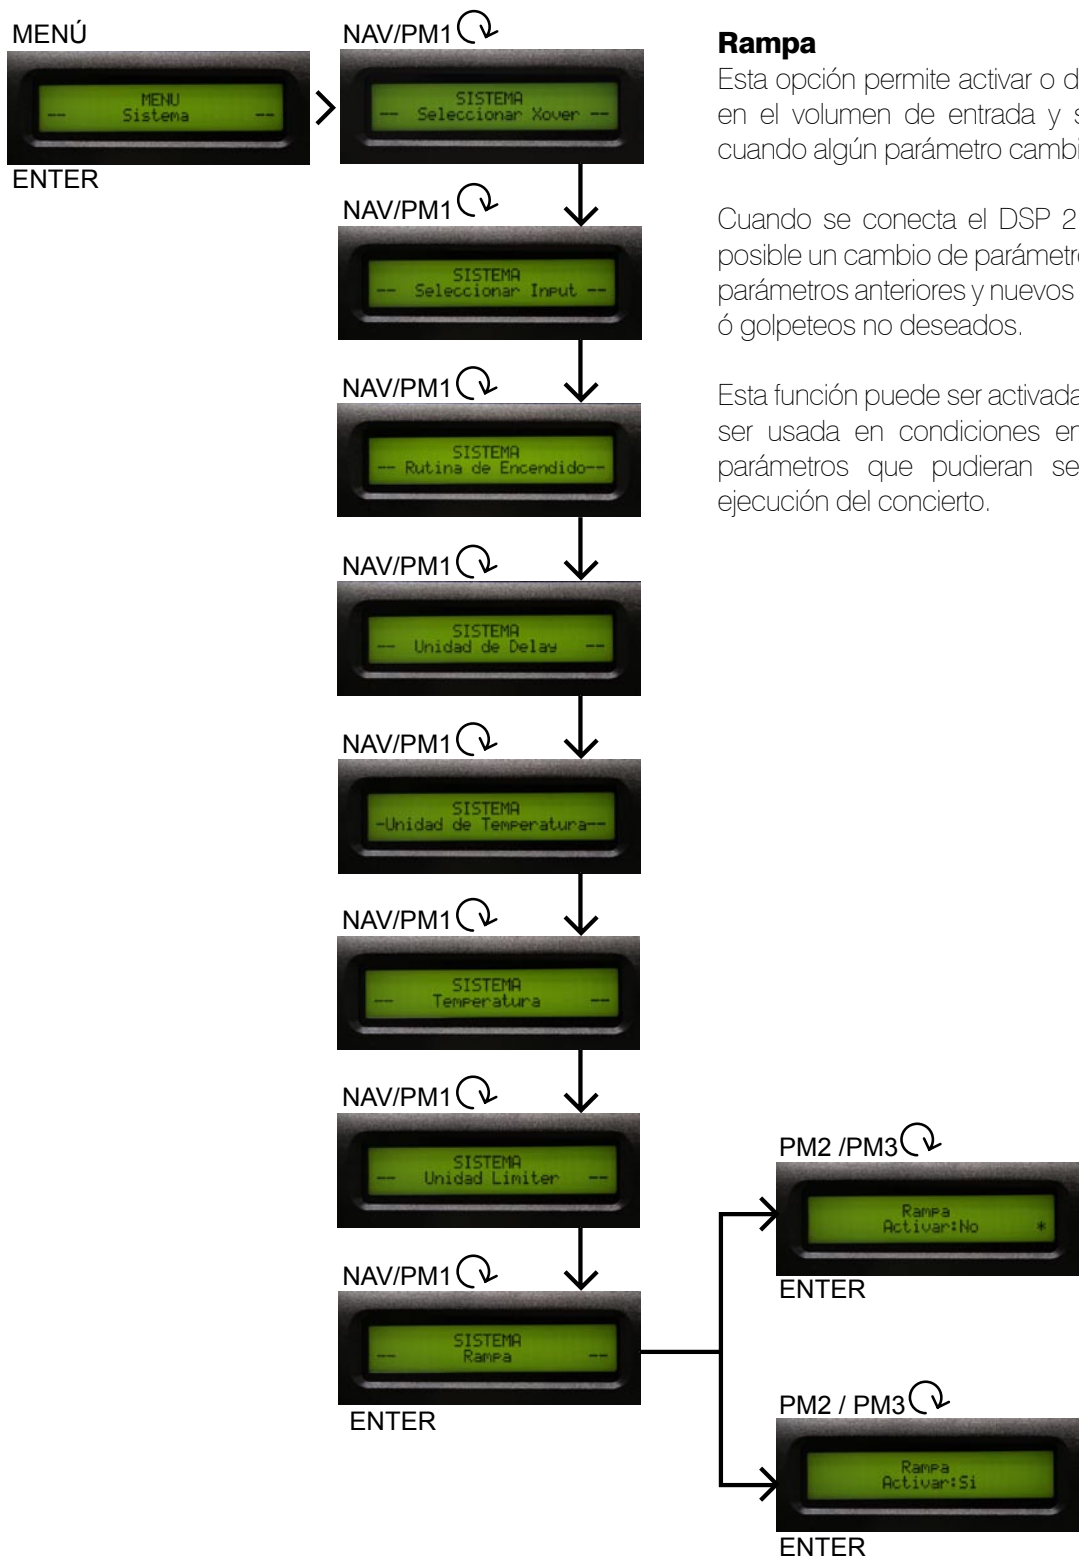 MENÚ
MENU
-- Sistema --
ENTER
NAV/PM1
SISTEMA
-- Seleccionar Xover --
NAV/PM1
SISTEMA
-- Seleccionar Input --
NAV/PM1
SISTEMA
-- Rutina de Encendido--
NAV/PM1
SISTEMA
-- Unidad de Delay --
NAV/PM1
SISTEMA
-Unidad de Temperatura--
NAV/PM1
SISTEMA
-- Temperatura --
NAV/PM1
SISTEMA
-- Unidad Limiter --
NAV/PM1
SISTEMA
-- Rampa --
ENTER
PM2 /PM3
Rampa
Activar:No *
ENTER
PM2 / PM3
Rampa
Activar:Si
ENTER
Rampa
Esta opción permite activar o d
en el volumen de entrada y s
cuando algún parámetro cambi
Cuando se conecta el DSP 2
posible un cambio de parámetr
parámetros anteriores y nuevos
ó golpeteos no deseados.
Esta función puede ser activada
ser usada en condiciones en
parámetros que pudieran se
ejecución del concierto.